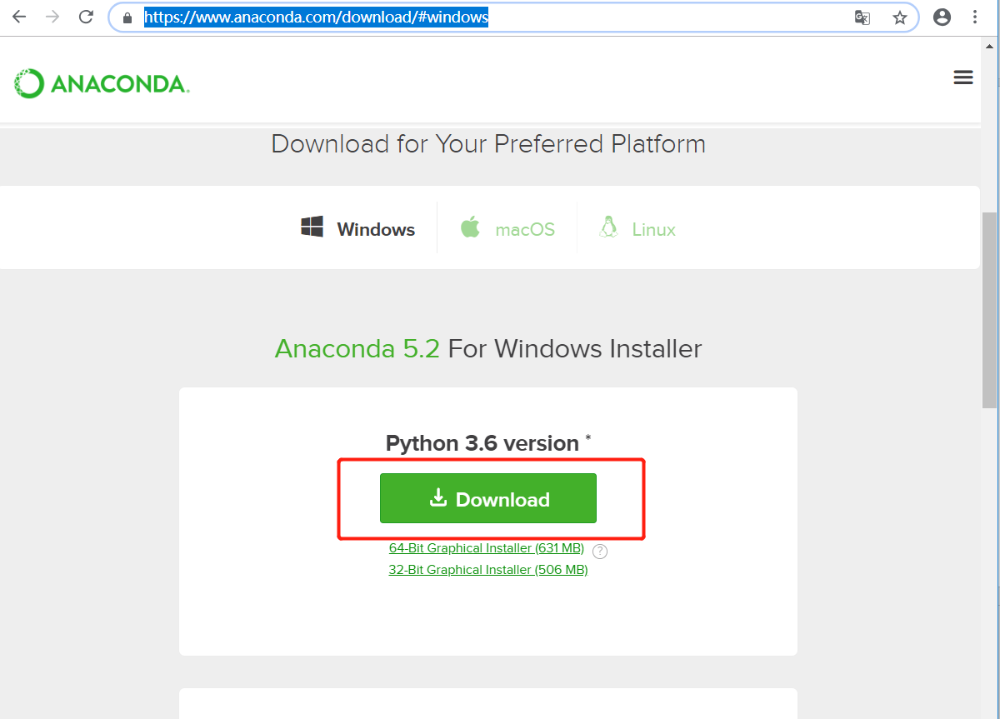 https://www.anaconda.com/download/#windows
ANACONDA.
Download for Your Preferred Platform
Windows
macOS
Linux
Anaconda 5.2 For Windows Installer
Python 3.6 version *
Download
64-Bit Graphical Installer (631 MB) ?
32-Bit Graphical Installer (506 MB)